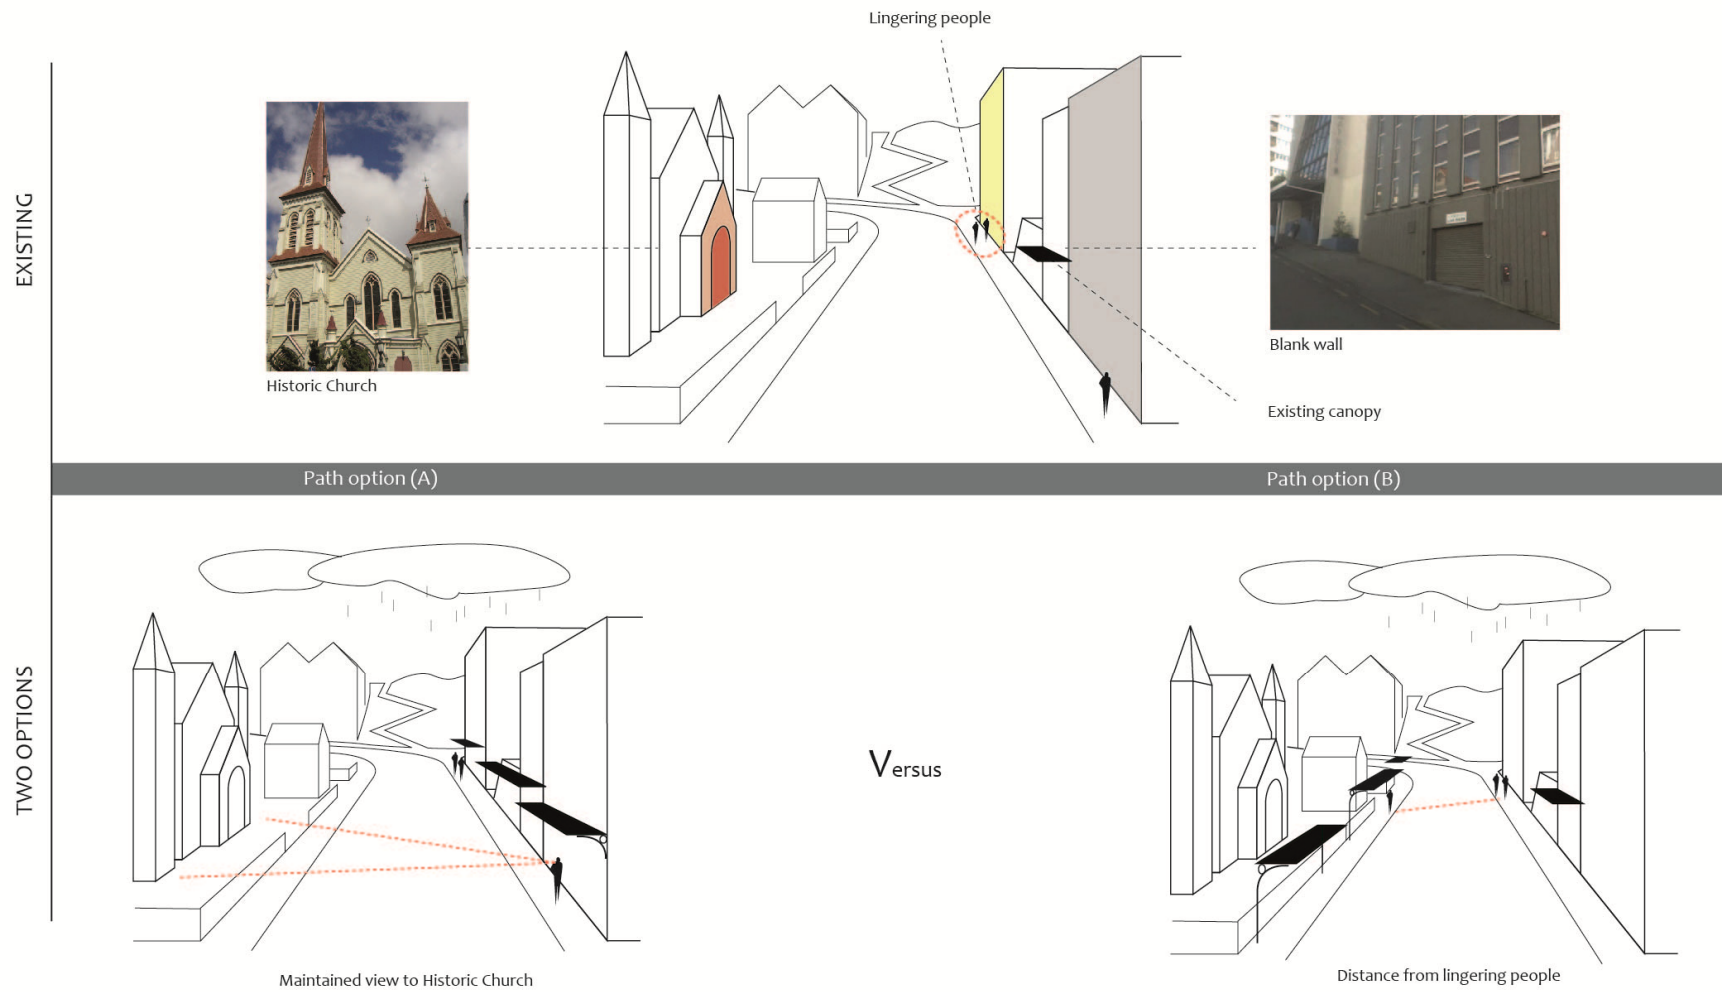 Lingering people
EXISTING
Historic Church
Blank wall
Existing canopy
Path option (A)
Path option (B)
TWO OPTIONS
Versus
Maintained view to Historic Church
Distance from lingering people